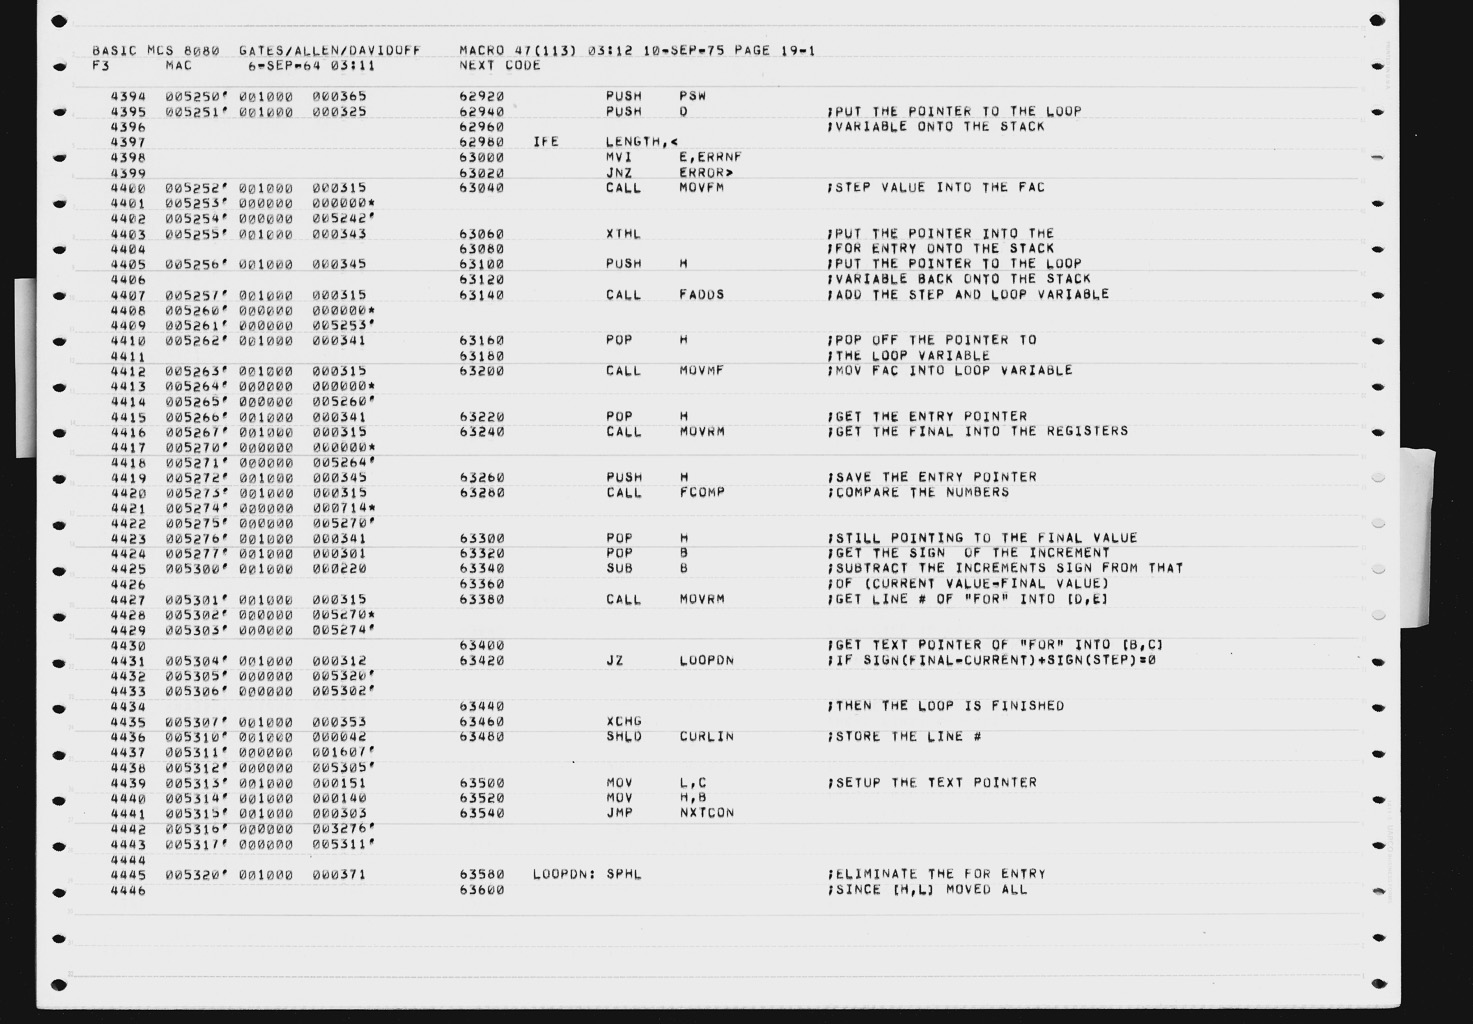 BASIC MCS 8080   GATES/ALLEN/DAVIDOFF     MACRO 47(113) 03:12 10-SEP-75 PAGE 19-1
F3      MAC       6-SEP-64 03:11          NEXT CODE
4394  005250' 001000  000365          62920           PUSH    PSW
4395  005251' 001000  000325          62940           PUSH    D               ;PUT THE POINTER TO THE LOOP
4396                                  62960                                   ;VARIABLE ONTO THE STACK
4397                                  62980   IFE     LENGTH,<
4398                                  63000           MVI     E,ERRNF
4399                                  63020           JNZ     ERROR>
4400  005252' 001000  000315          63040           CALL    MOVFM           ;STEP VALUE INTO THE FAC
4401  005253' 000000  000000*
4402  005254' 000000  005242'
4403  005255' 001000  000343          63060           XTHL                    ;PUT THE POINTER INTO THE
4404                                  63080                                   ;FOR ENTRY ONTO THE STACK
4405  005256' 001000  000345          63100           PUSH    H               ;PUT THE POINTER TO THE LOOP
4406                                  63120                                   ;VARIABLE BACK ONTO THE STACK
4407  005257' 001000  000315          63140           CALL    FADDS           ;ADD THE STEP AND LOOP VARIABLE
4408  005260' 000000  000000*
4409  005261' 000000  005253'
4410  005262' 001000  000341          63160           POP     H               ;POP OFF THE POINTER TO
4411                                  63180                                   ;THE LOOP VARIABLE
4412  005263' 001000  000315          63200           CALL    MOVMF           ;MOV FAC INTO LOOP VARIABLE
4413  005264' 000000  000000*
4414  005265' 000000  005260'
4415  005266' 001000  000341          63220           POP     H               ;GET THE ENTRY POINTER
4416  005267' 001000  000315          63240           CALL    MOVRM           ;GET THE FINAL INTO THE REGISTERS
4417  005270' 000000  000000*
4418  005271' 000000  005264'
4419  005272' 001000  000345          63260           PUSH    H               ;SAVE THE ENTRY POINTER
4420  005273' 001000  000315          63280           CALL    FCOMP           ;COMPARE THE NUMBERS
4421  005274' 000000  000714*
4422  005275' 000000  005270'
4423  005276' 001000  000341          63300           POP     H               ;STILL POINTING TO THE FINAL VALUE
4424  005277' 001000  000301          63320           POP     B               ;GET THE SIGN  OF THE INCREMENT
4425  005300' 001000  000220          63340           SUB     B               ;SUBTRACT THE INCREMENTS SIGN FROM THAT
4426                                  63360                                   ;OF (CURRENT VALUE-FINAL VALUE)
4427  005301' 001000  000315          63380           CALL    MOVRM           ;GET LINE # OF "FOR" INTO [D,E]
4428  005302' 000000  005270*
4429  005303' 000000  005274'
4430                                  63400                                   ;GET TEXT POINTER OF "FOR" INTO [B,C]
4431  005304' 001000  000312          63420           JZ      LOOPDN          ;IF SIGN(FINAL-CURRENT)+SIGN(STEP)=0
4432  005305' 000000  005320'
4433  005306' 000000  005302'
4434                                  63440                                   ;THEN THE LOOP IS FINISHED
4435  005307' 001000  000353          63460           XCHG
4436  005310' 001000  000042          63480           SHLD    CURLIN          ;STORE THE LINE #
4437  005311' 000000  001607'
4438  005312' 000000  005305'
4439  005313' 001000  000151          63500           MOV     L,C             ;SETUP THE TEXT POINTER
4440  005314' 001000  000140          63520           MOV     H,B
4441  005315' 001000  000303          63540           JMP     NXTCON
4442  005316' 000000  003276'
4443  005317' 000000  005311'
4444
4445  005320' 001000  000371          63580   LOOPDN: SPHL                    ;ELIMINATE THE FOR ENTRY
4446                                  63600                                   ;SINCE [H,L] MOVED ALL